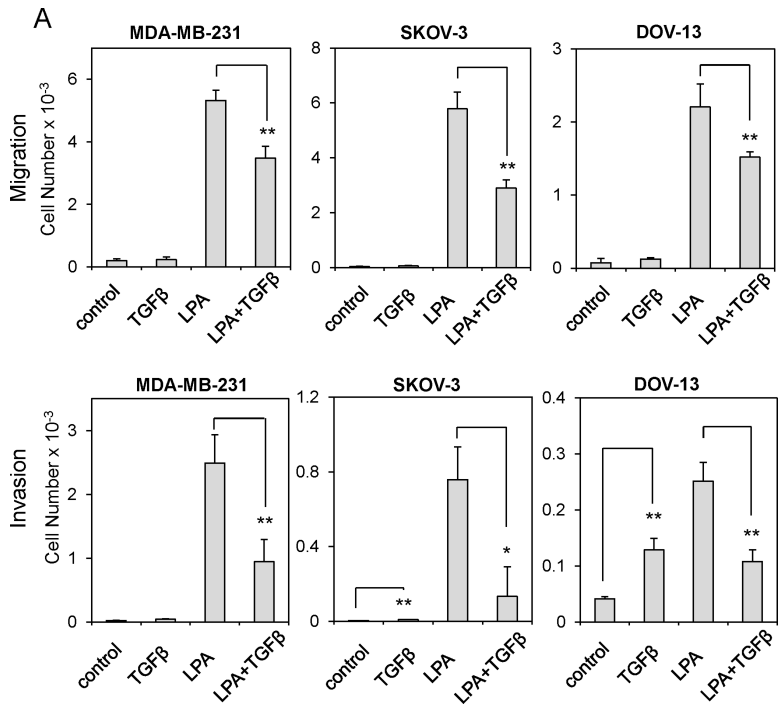 A
MDA-MB-231
SKOV-3
DOV-13
Migration
Cell Number x 10-3
6
4
2
0
8
6
4
2
0
3
2
1
0
control
TGFβ
LPA
LPA+TGFβ
control
TGFβ
LPA
LPA+TGFβ
control
TGFβ
LPA
LPA+TGFβ
**
**
**
MDA-MB-231
SKOV-3
DOV-13
Invasion
Cell Number x 10-3
3
2
1
0
1.2
0.8
0.4
0
0.4
0.3
0.2
0.1
0
**
**
*
**
**
control
TGFβ
LPA
LPA+TGFβ
control
TGFβ
LPA
LPA+TGFβ
control
TGFβ
LPA
LPA+TGFβ